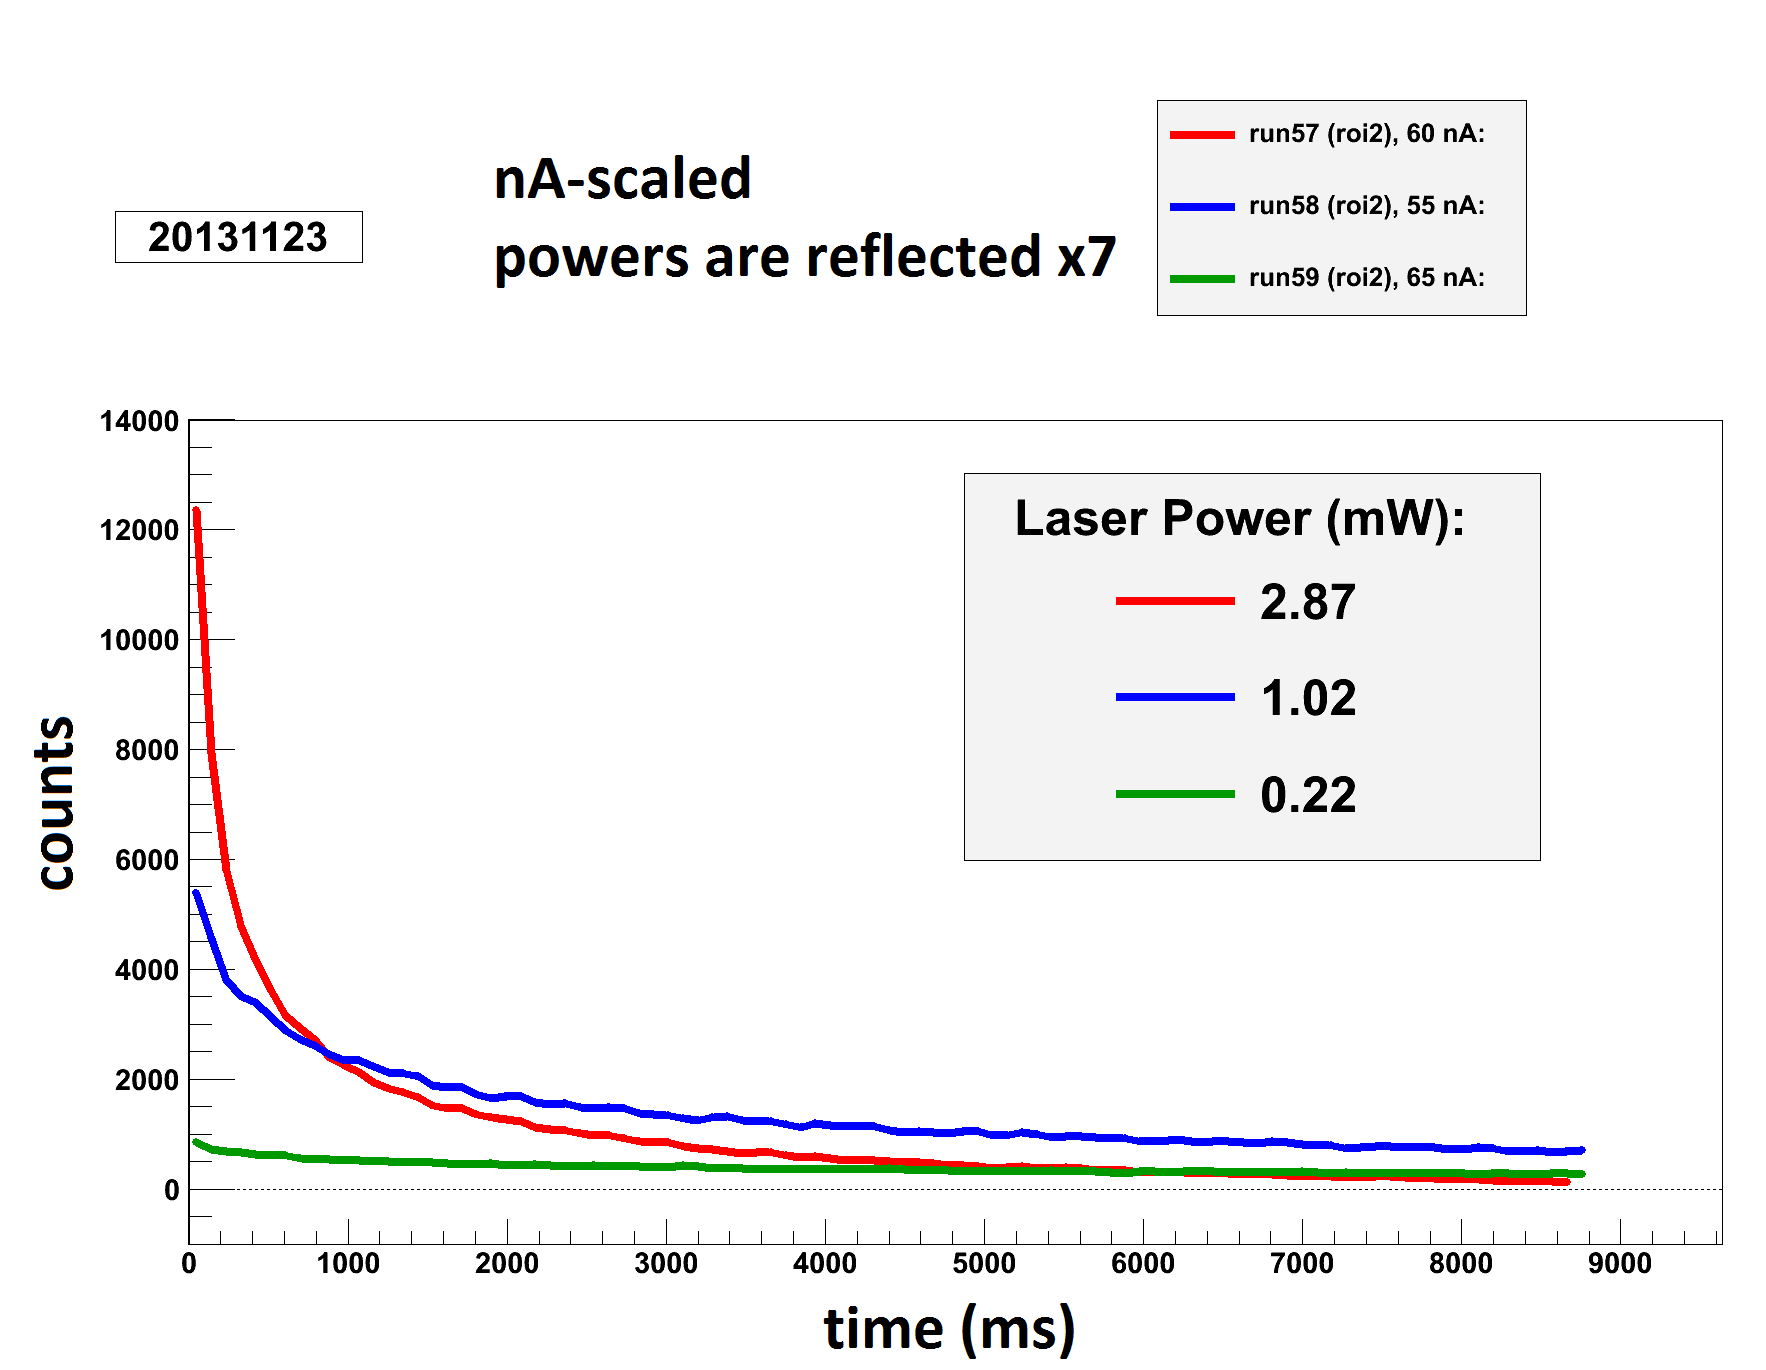 20131123
nA-scaled
powers are reflected x7
run57 (roi2), 60 nA:
run58 (roi2), 55 nA:
run59 (roi2), 65 nA:
Laser Power (mW):
2.87
1.02
0.22
counts
14000
12000
10000
8000
6000
4000
2000
0
0 1000 2000 3000 4000 5000 6000 7000 8000 9000
time (ms)